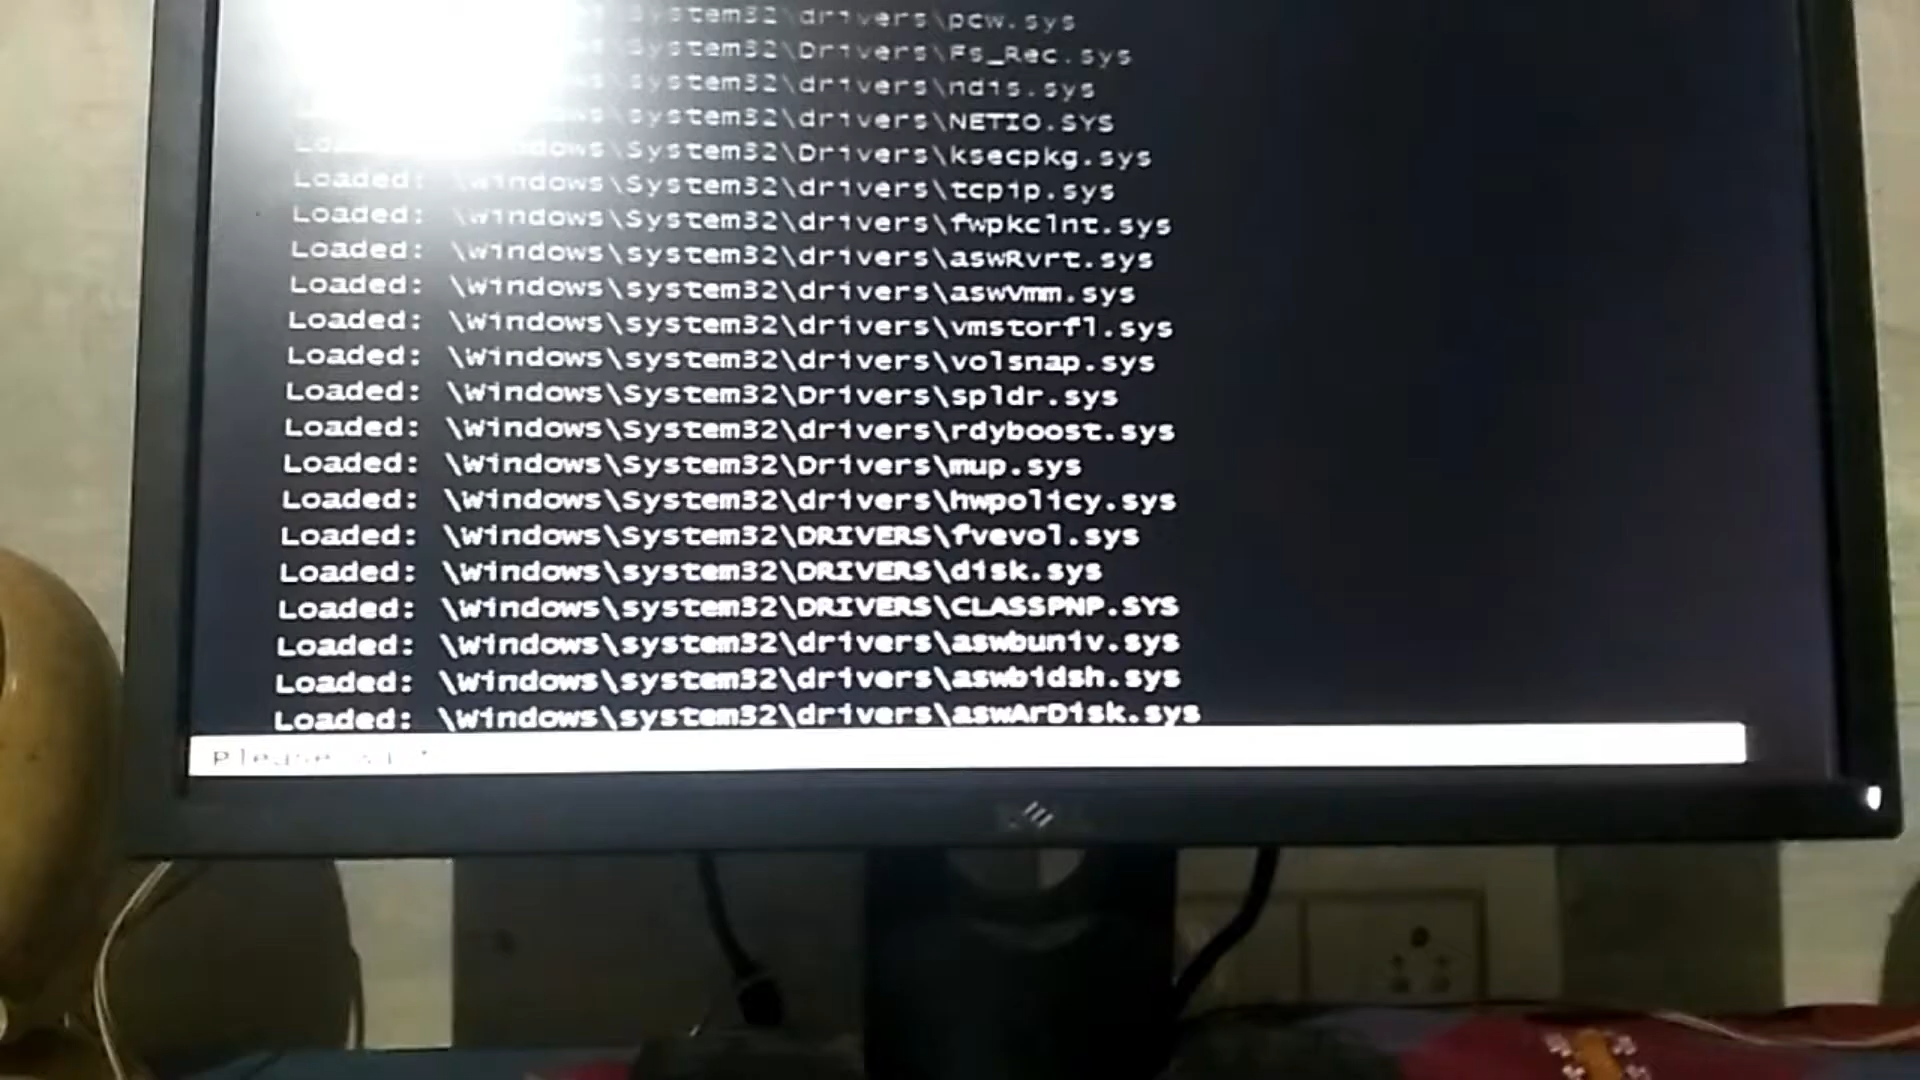 System32\drivers\pcw.sys
System32\Drivers\Fs_Rec.sys
system32\drivers\ndis.sys
system32\drivers\NETIO.SYS
\System32\Drivers\ksecpkg.sys
Loaded: \Windows\System32\drivers\tcpip.sys
Loaded: \Windows\System32\drivers\fwpkclnt.sys
Loaded: \Windows\system32\drivers\aswRvrt.sys
Loaded: \Windows\system32\drivers\aswVmm.sys
Loaded: \Windows\system32\drivers\vmstorfl.sys
Loaded: \Windows\system32\drivers\volsnap.sys
Loaded: \Windows\System32\Drivers\spldr.sys
Loaded: \Windows\System32\drivers\rdyboost.sys
Loaded: \Windows\System32\Drivers\mup.sys
Loaded: \Windows\System32\drivers\hwpolicy.sys
Loaded: \Windows\System32\DRIVERS\fvevol.sys
Loaded: \Windows\system32\DRIVERS\disk.sys
Loaded: \Windows\system32\DRIVERS\CLASSPNP.SYS
Loaded: \Windows\system32\drivers\aswbuniv.sys
Loaded: \Windows\system32\drivers\aswbidsh.sys
Loaded: \Windows\system32\drivers\aswArDisk.sys
Please